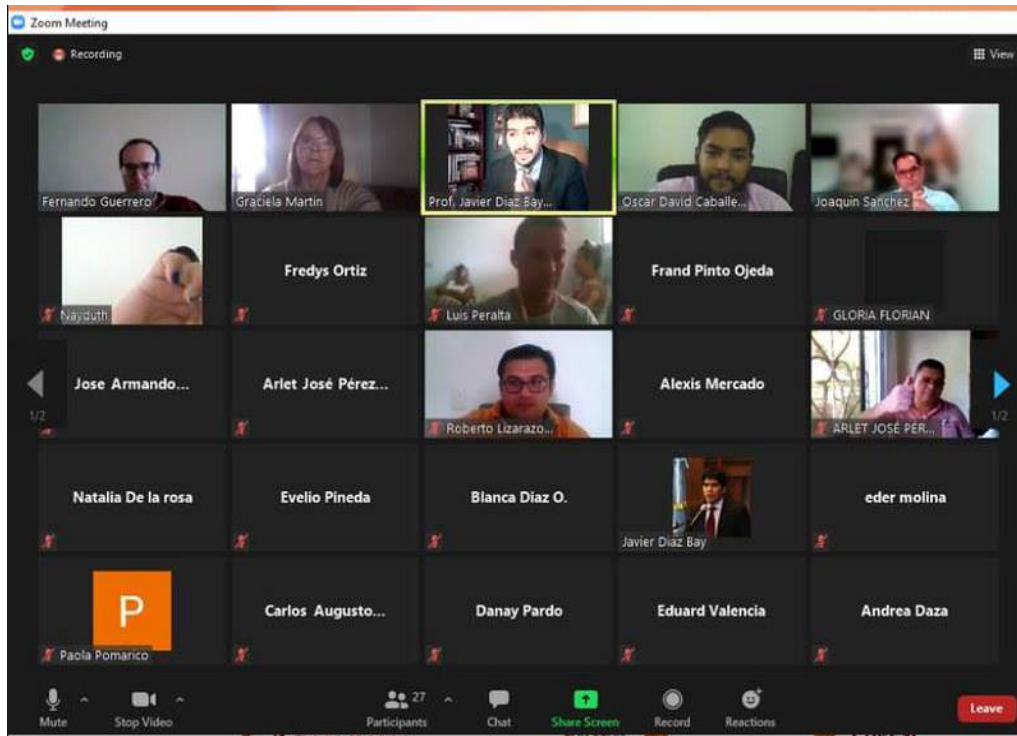 Zoom Meeting
Recording
View
Fernando Guerrero
Graciela Martin
Prof. Javier Diaz Bay...
Oscar David Caballe...
Joaquin Sanchez
Nayduth
Fredys Ortiz
Luis Peralta
Frand Pinto Ojeda
GLORIA FLORIAN
Jose Armando...
Arlet José Pérez...
Roberto Lizarazo...
Alexis Mercado
ARLET JOSÉ PÉR...
1/2
1/2
Natalia De la rosa
Evelio Pineda
Blanca Diaz O.
Javier Diaz Bay
eder molina
P
Paola Pomarico
Carlos Augusto...
Danay Pardo
Eduard Valencia
Andrea Daza
Mute
Stop Video
27
Participants
Chat
Share Screen
Record
Reactions
Leave